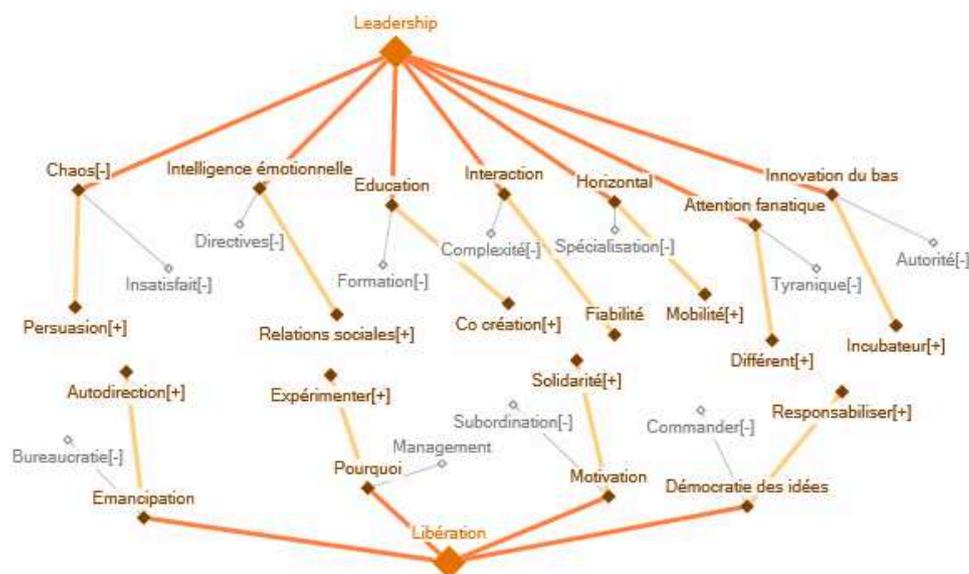 Leadership
Chaos[-]
Intelligence émotionnelle
Education
Interaction
Horizontal
Innovation du bas
Attention fanatique
Directives[-]
Complexité[-]
Spécialisation[-]
Autorité[-]
Insatisfait[-]
Formation[-]
Tyranique[-]
Persuasion[+]
Relations sociales[+]
Co création[+]
Fiabilité
Mobilité[+]
Différent[+]
Incubateur[+]
Autodirection[+]
Expérimenter[+]
Solidarité[+]
Responsabiliser[+]
Subordination[-]
Commander[-]
Bureaucratie[-]
Management
Pourquoi
Motivation
Démocratie des idées
Emancipation
Libération